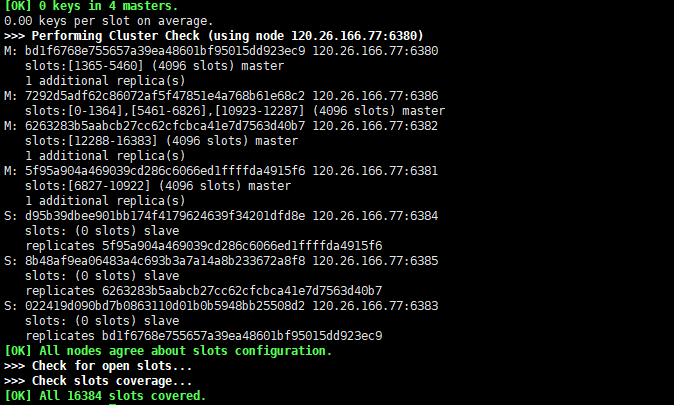 [OK] 0 keys in 4 masters.
0.00 keys per slot on average.
>>> Performing Cluster Check (using node 120.26.166.77:6380)
M: bd1f6768e755657a39ea48601bf95015dd923ec9 120.26.166.77:6380
   slots:[1365-5460] (4096 slots) master
   1 additional replica(s)
M: 7292d5adf62c86072af5f47851e4a768b61e68c2 120.26.166.77:6386
   slots:[0-1364],[5461-6826],[10923-12287] (4096 slots) master
M: 6263283b5aabcb27cc62cfcbca41e7d7563d40b7 120.26.166.77:6382
   slots:[12288-16383] (4096 slots) master
   1 additional replica(s)
M: 5f95a904a469039cd286c6066ed1ffffda4915f6 120.26.166.77:6381
   slots:[6827-10922] (4096 slots) master
   1 additional replica(s)
S: d95b39dbee901bb174f4179624639f34201dfd8e 120.26.166.77:6384
   slots: (0 slots) slave
   replicates 5f95a904a469039cd286c6066ed1ffffda4915f6
S: 8b48af9ea06483a4c693b3a7a14a8b233672a8f8 120.26.166.77:6385
   slots: (0 slots) slave
   replicates 6263283b5aabcb27cc62cfcbca41e7d7563d40b7
S: 022419d090bd7b0863110d01b0b5948bb25508d2 120.26.166.77:6383
   slots: (0 slots) slave
   replicates bd1f6768e755657a39ea48601bf95015dd923ec9
[OK] All nodes agree about slots configuration.
>>> Check for open slots...
>>> Check slots coverage...
[OK] All 16384 slots covered.